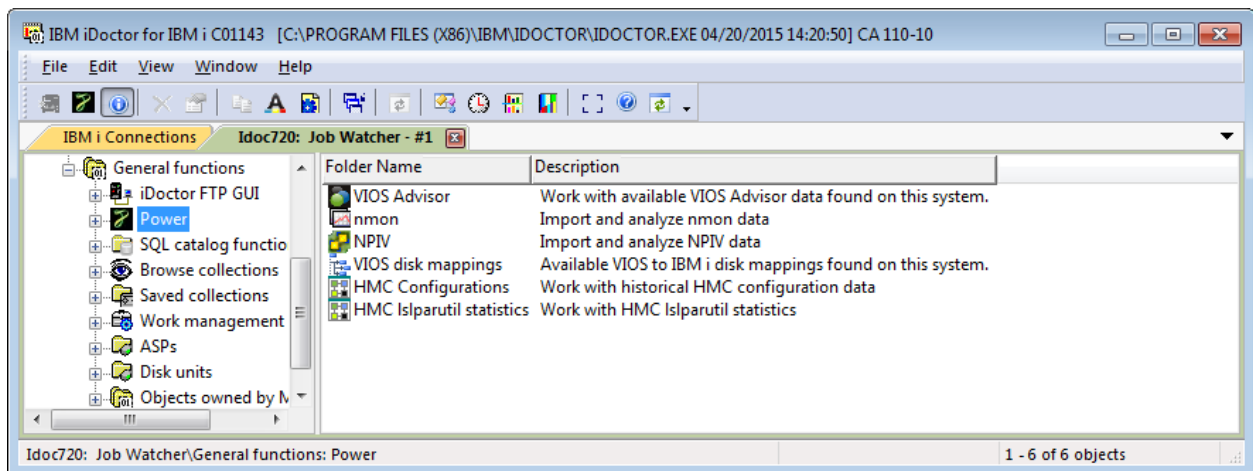 IBM iDoctor for IBM i C01143 [C:\PROGRAM FILES (X86)\IBM\IDOCTOR\IDOCTOR.EXE 04/20/2015 14:20:50] CA 110-10
File Edit View Window Help
IBM i Connections Idoc720: Job Watcher - #1
General functions
iDoctor FTP GUI
Power
SQL catalog functio
Browse collections
Saved collections
Work management
ASPs
Disk units
Objects owned by M
Folder Name Description
VIOS Advisor Work with available VIOS Advisor data found on this system.
nmon Import and analyze nmon data
NPIV Import and analyze NPIV data
VIOS disk mappings Available VIOS to IBM i disk mappings found on this system.
HMC Configurations Work with historical HMC configuration data
HMC lslparutil statistics Work with HMC lslparutil statistics
Idoc720: Job Watcher\General functions: Power 1 - 6 of 6 objects